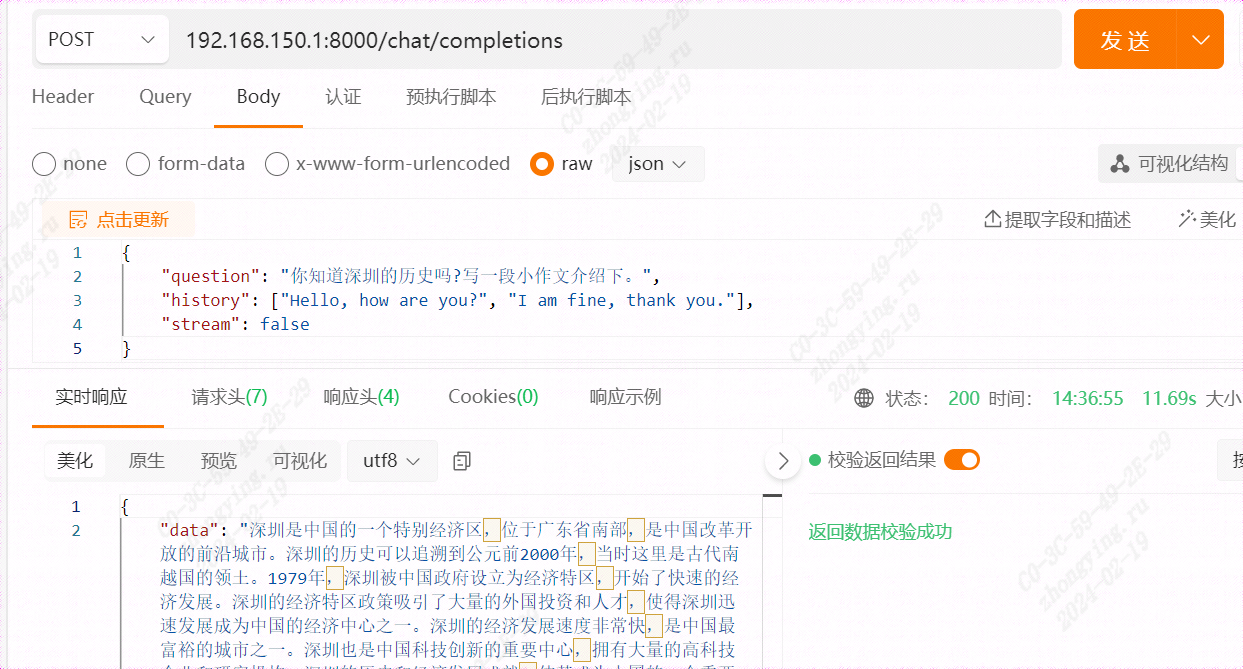 POST 192.168.150.1:8000/chat/completions 发送
Header Query Body 认证 预执行脚本 后执行脚本
none form-data x-www-form-urlencoded raw json 可视化结构
点击更新 提取字段和描述 美化
1 {
2 "question": "你知道深圳的历史吗?写一段小作文介绍下。",
3 "history": ["Hello, how are you?", "I am fine, thank you."],
4 "stream": false
5 }
实时响应 请求头(7) 响应头(4) Cookies(0) 响应示例 状态: 200 时间: 14:36:55 11.69s 大小
美化 原生 预览 可视化 utf8 校验返回结果
1 {
2 "data": "深圳是中国的一个特别经济区,位于广东省南部,是中国改革开
放的前沿城市。深圳的历史可以追溯到公元前2000年,当时这里是古代南
越国的领土。1979年,深圳被中国政府设立为经济特区,开始了快速的经
济发展。深圳的经济特区政策吸引了大量的外国投资和人才,使得深圳迅
速发展成为中国的经济中心之一。深圳的经济发展速度非常快,是中国最
富裕的城市之一。深圳也是中国科技创新的重要中心,拥有大量的高科技
返回数据校验成功
C0-3C-59-49-2E-29
zhongying.ru
2024-02-19